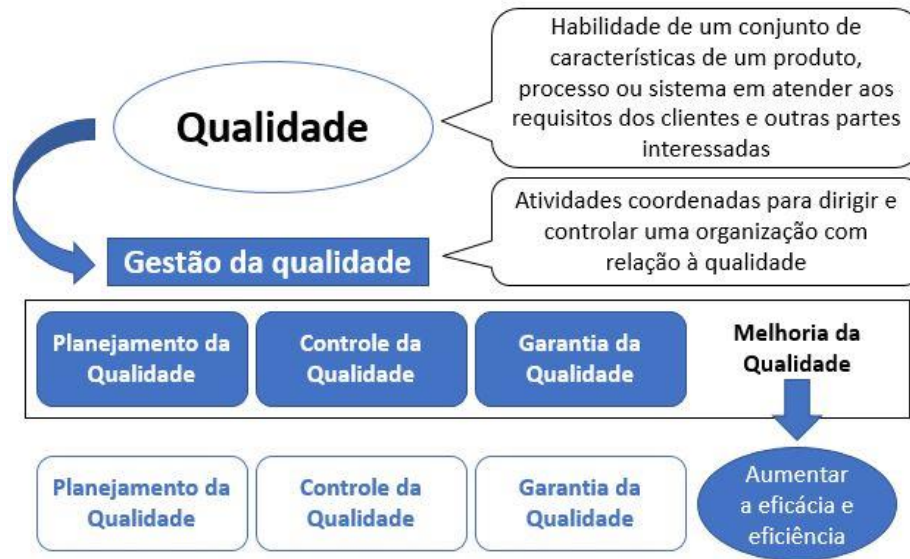 Qualidade
Habilidade de um conjunto de
características de um produto,
processo ou sistema em atender aos
requisitos dos clientes e outras partes
interessadas
Gestão da qualidade
Atividades coordenadas para dirigir e
controlar uma organização com
relação à qualidade
Planejamento da
Qualidade
Controle da
Qualidade
Garantia da
Qualidade
Melhoria da
Qualidade
Planejamento da
Qualidade
Controle da
Qualidade
Garantia da
Qualidade
Aumentar
a eficácia e
eficiência